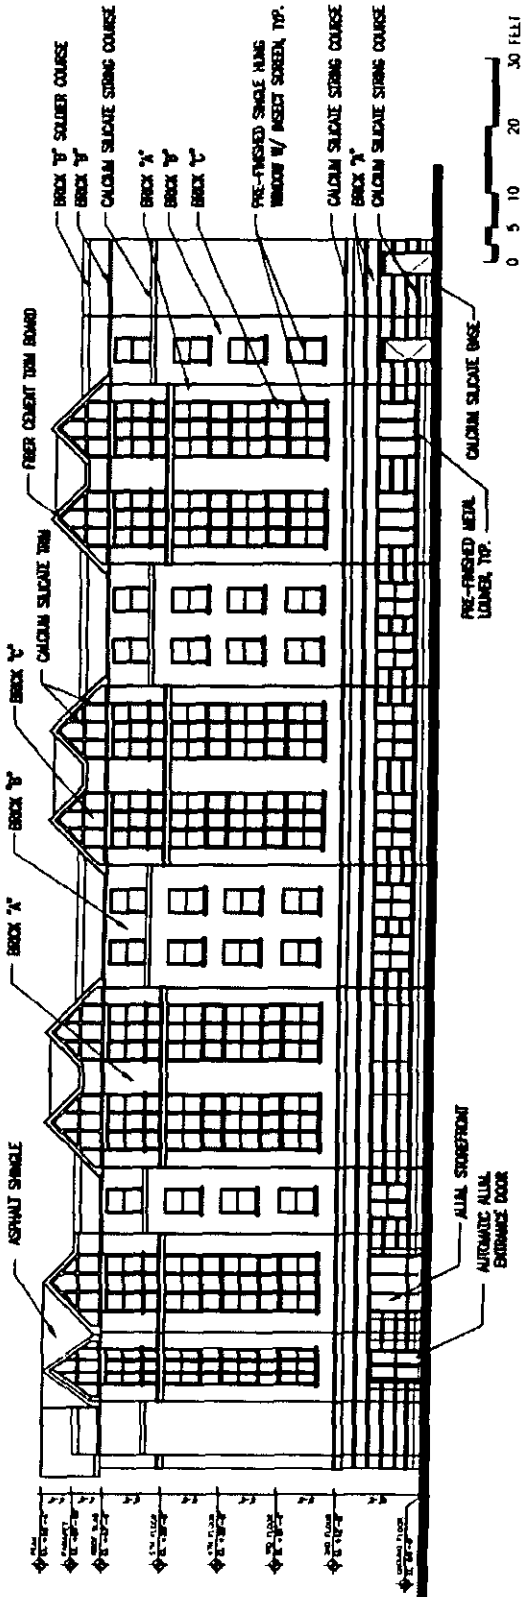 ASPHALT SHINGLE
BRICK "A"
BRICK "B"
BRICK "C"
CALCIUM SILICATE TRIM
FIBER CEMENT TRIM BOARD
BRICK "B" SOLDIER COURSE
BRICK "B"
CALCIUM SILICATE STRING COURSE
BRICK "A"
BRICK "B"
BRICK "C"
PRE-FINISHED SINGLE HUNG
WINDOW W/ INSECT SCREEN, TYP.
CALCIUM SILICATE STRING COURSE
BRICK "A"
CALCIUM SILICATE STRING COURSE
PEAK
PARAPET
ROOF SLAB
5TH FLOOR
4TH FLOOR
3RD FLOOR
2ND FLOOR
GROUND FLOOR
ALUM. STOREFRONT
AUTOMATIC ALUM.
ENTRANCE DOOR
PRE-FINISHED METAL
LOUVER, TYP.
CALCIUM SILICATE BASE
0 5 10 20 30 FEET